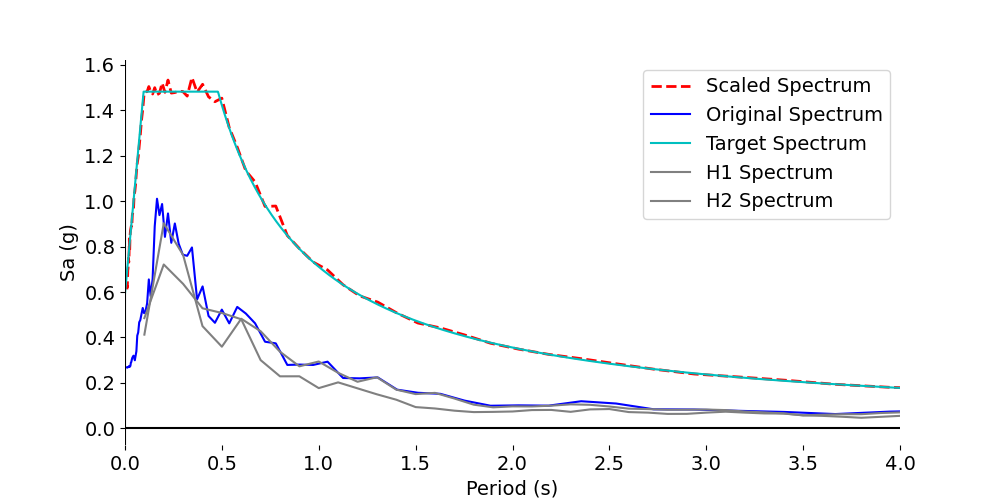 1.6
1.4
1.2
1.0
0.8
0.6
0.4
0.2
0.0
Sa (g)
Scaled Spectrum
Original Spectrum
Target Spectrum
H1 Spectrum
H2 Spectrum
0.0 0.5 1.0 1.5 2.0 2.5 3.0 3.5 4.0
Period (s)